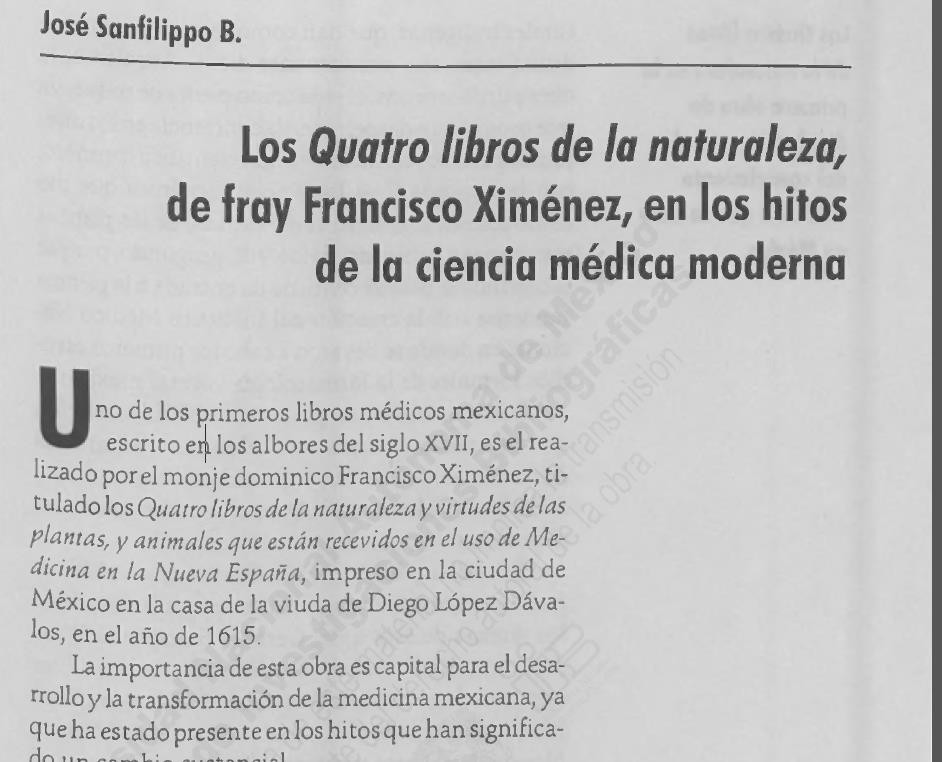 José Sanfilippo B.
Los Quatro libros de la naturaleza,
de fray Francisco Ximénez, en los hitos
de la ciencia médica moderna
Uno de los primeros libros médicos mexicanos,
escrito en los albores del siglo XVII, es el rea-
lizado por el monje dominico Francisco Ximénez, ti-
tulado los Quatro libros de la naturaleza y virtudes de las
plantas, y animales que están recevidos en el uso de Me-
dicina en la Nueva España, impreso en la ciudad de
México en la casa de la viuda de Diego López Dáva-
los, en el año de 1615.
La importancia de esta obra es capital para el desa-
rrollo y la transformación de la medicina mexicana, ya
que ha estado presente en los hitos que han significa-
do un cambio sustancial